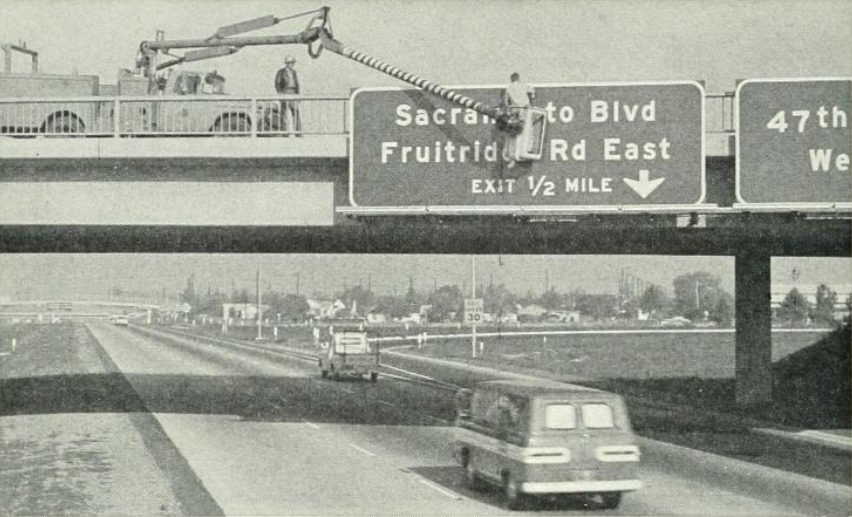 Sacra to Blvd
Fruitrid Rd East
EXIT 1/2 MILE
47th
We
30